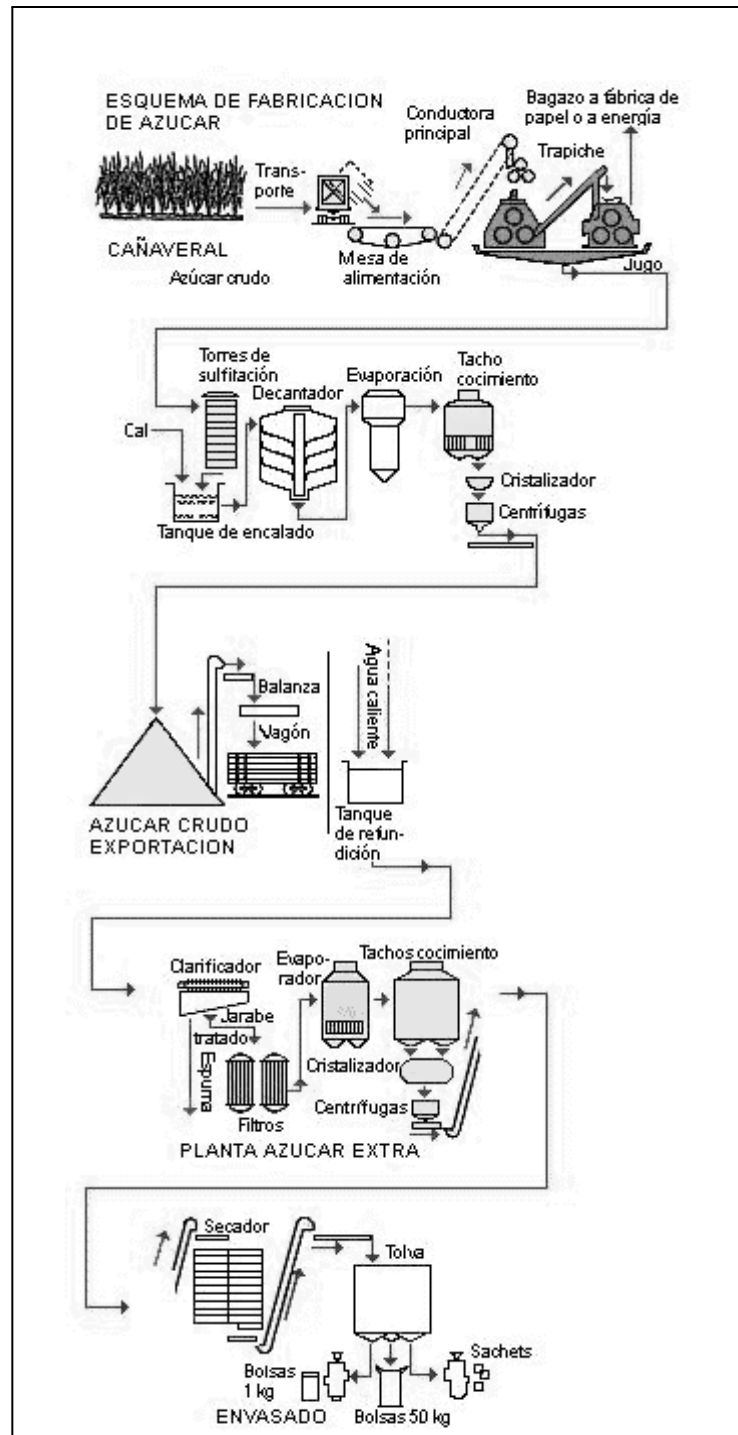 ESQUEMA DE FABRICACION
DE AZUCAR
Conductora
principal
Bagazo a fábrica de
papel o a energía
Trapiche
Trans-
porte
CAÑAVERAL
Azúcar crudo
Mesa de
alimentación
Jugo
Torres de
sulfitación
Decantador
Evaporación
Tacho
cocimiento
Cal
Cristalizador
Centrífugas
Tanque de encalado
Balanza
Vagón
Agua caliente
AZUCAR CRUDO
EXPORTACION
Tanque
de refun-
dición
Clarificador
Evapo-
rador
Tachos cocimiento
Jarabe
tratado
Espuma
Filtros
Cristalizador
Centrífugas
PLANTA AZUCAR EXTRA
Secador
Tolva
Bolsas
1 kg
Sachets
ENVASADO
Bolsas 50 kg